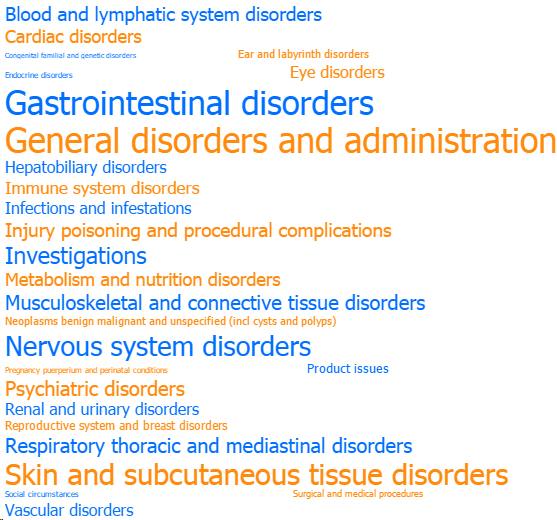 Blood and lymphatic system disorders
Cardiac disorders
Congenital familial and genetic disorders Ear and labyrinth disorders
Endocrine disorders Eye disorders
Gastrointestinal disorders
General disorders and administration
Hepatobiliary disorders
Immune system disorders
Infections and infestations
Injury poisoning and procedural complications
Investigations
Metabolism and nutrition disorders
Musculoskeletal and connective tissue disorders
Neoplasms benign malignant and unspecified (incl cysts and polyps)
Nervous system disorders
Pregnancy puerperium and perinatal conditions Product issues
Psychiatric disorders
Renal and urinary disorders
Reproductive system and breast disorders
Respiratory thoracic and mediastinal disorders
Skin and subcutaneous tissue disorders
Social circumstances Surgical and medical procedures
Vascular disorders